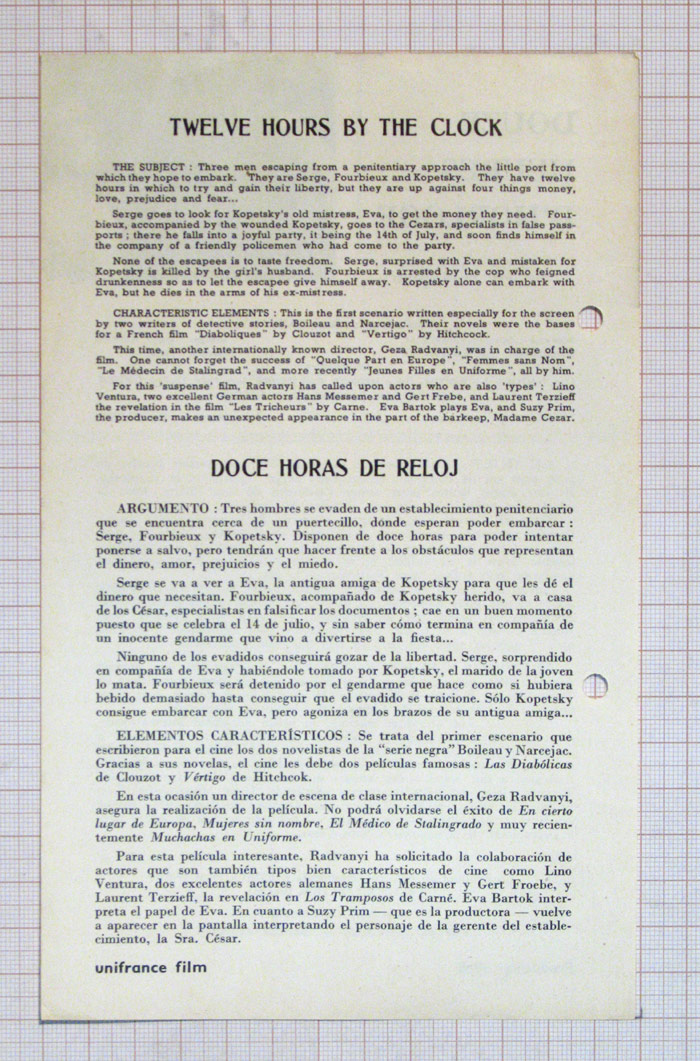 TWELVE HOURS BY THE CLOCK
THE SUBJECT : Three men escaping from a penitentiary approach the little port from
which they hope to embark. They are Serge, Fourbieux and Kopetsky. They have twelve
hours in which to try and gain their liberty, but they are up against four things money,
love, prejudice and fear...
Serge goes to look for Kopetsky's old mistress, Eva, to get the money they need. Four-
bieux, accompanied by the wounded Kopetsky, goes to the Cezars, specialists in false pass-
ports ; there he falls into a joyful party, it being the 14th of July, and soon finds himself in
the company of a friendly policemen who had come to the party.
None of the escapees is to taste freedom. Serge, surprised with Eva and mistaken for
Kopetsky is killed by the girl's husband. Fourbieux is arrested by the cop who feigned
drunkenness so as to let the escapee give himself away. Kopetsky alone can embark with
Eva, but he dies in the arms of his ex-mistress.
CHARACTERISTIC ELEMENTS : This is the first scenario written especially for the screen
by two writers of detective stories, Boileau and Narcejac. Their novels were the bases
for a French film "Diaboliques" by Clouzot and "Vertigo" by Hitchcock.
This time, another internationally known director, Geza Radvanyi, was in charge of the
film. One cannot forget the success of "Quelque Part en Europe", "Femmes sans Nom",
"Le Médecin de Stalingrad", and more recently "Jeunes Filles en Uniforme", all by him.
For this 'suspense' film, Radvanyi has called upon actors who are also 'types' : Lino
Ventura, two excellent German actors Hans Messemer and Gert Frebe, and Laurent Terzieff
the revelation in the film "Les Tricheurs" by Carne. Eva Bartok plays Eva, and Suzy Prim,
the producer, makes an unexpected appearance in the part of the barkeep, Madame Cezar.
DOCE HORAS DE RELOJ
ARGUMENTO : Tres hombres se evaden de un establecimiento penitenciario
que se encuentra cerca de un puertecillo, donde esperan poder embarcar :
Serge, Fourbieux y Kopetsky. Disponen de doce horas para poder intentar
ponerse a salvo, pero tendrán que hacer frente a los obstáculos que representan
el dinero, amor, prejuicios y el miedo.
Serge se va a ver a Eva, la antigua amiga de Kopetsky para que les dé el
dinero que necesitan. Fourbieux, acompañado de Kopetsky herido, va a casa
de los César, especialistas en falsificar los documentos ; cae en un buen momento
puesto que se celebra el 14 de julio, y sin saber cómo termina en compañía de
un inocente gendarme que vino a divertirse a la fiesta...
Ninguno de los evadidos conseguirá gozar de la libertad. Serge, sorprendido
en compañía de Eva y habiéndole tomado por Kopetsky, el marido de la joven
lo mata. Fourbieux será detenido por el gendarme que hace como si hubiera
bebido demasiado hasta conseguir que el evadido se traicione. Sólo Kopetsky
consigue embarcar con Eva, pero agoniza en los brazos de su antigua amiga...
ELEMENTOS CARACTERÍSTICOS : Se trata del primer escenario que
escribieron para el cine los dos novelistas de la "serie negra" Boileau y Narcejac.
Gracias a sus novelas, el cine les debe dos películas famosas : Las Diabólicas
de Clouzot y Vértigo de Hitchcok.
En esta ocasión un director de escena de clase internacional, Geza Radvanyi,
asegura la realización de la película. No podrá olvidarse el éxito de En cierto
lugar de Europa, Mujeres sin nombre, El Médico de Stalingrado y muy recien-
temente Muchachas en Uniforme.
Para esta película interesante, Radvanyi ha solicitado la colaboración de
actores que son también tipos bien característicos de cine como Lino
Ventura, dos excelentes actores alemanes Hans Messemer y Gert Froebe, y
Laurent Terzieff, la revelación en Los Tramposos de Carné. Eva Bartok inter-
preta el papel de Eva. En cuanto a Suzy Prim — que es la productora — vuelve
a aparecer en la pantalla interpretando el personaje de la gerente del estable-
cimiento, la Sra. César.
unifrance film